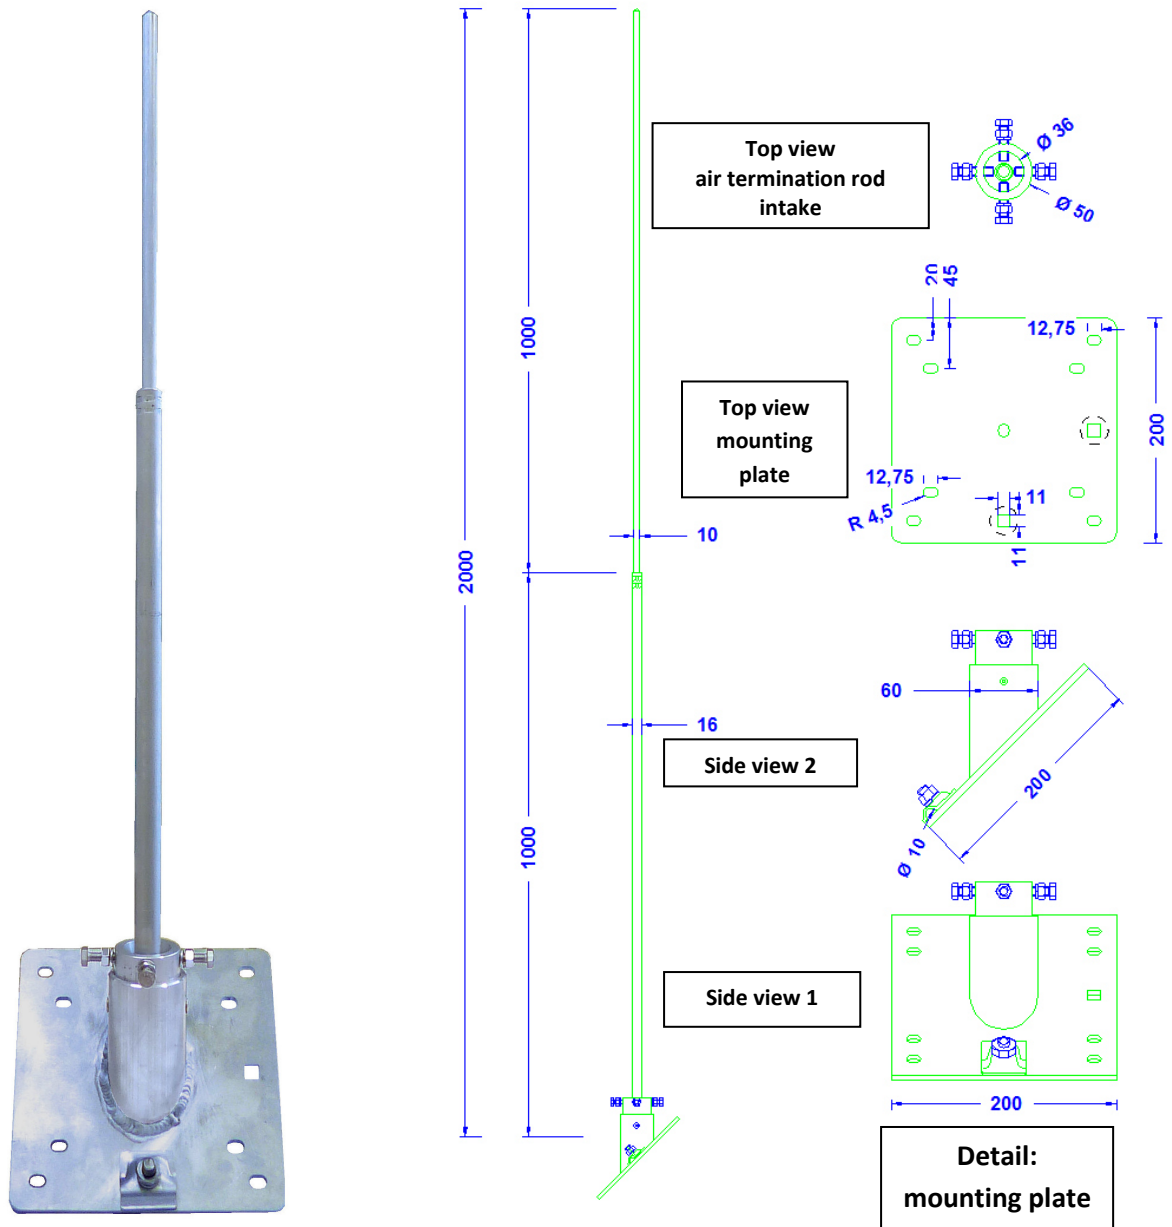 2000
1000
1000
10
16
Top view
air termination rod
intake
Ø 36
Ø 50
Top view
mounting
plate
20
45
12,75
200
12,75
R 4,5
11
11
Side view 2
60
200
Ø 10
Side view 1
200
Detail:
mounting plate